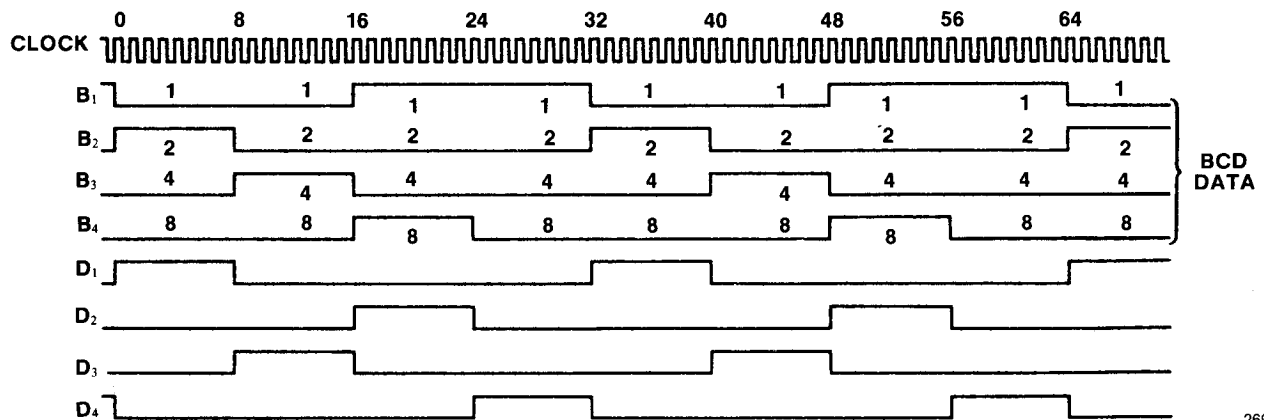 0 8 16 24 32 40 48 56 64
CLOCK
B₁ 1 1 1 1 1 1 1 1 1
B₂ 2 2 2 2 2 2 2 2 2
B₃ 4 4 4 4 4 4 4 4 4
B₄ 8 8 8 8 8 8 8 8 8
BCD
DATA
D₁
D₂
D₃
D₄